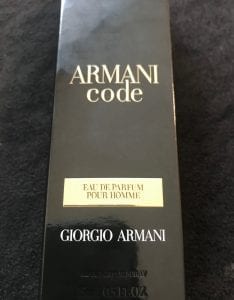 ARMANI
code
EAU DE PARFUM
POUR HOMME
GIORGIO ARMANI